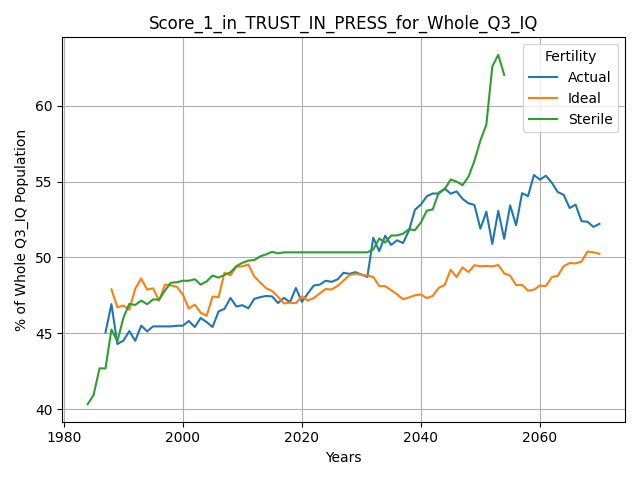 Score_1_in_TRUST_IN_PRESS_for_Whole_Q3_IQ
Fertility
Actual
Ideal
Sterile
% of Whole Q3_IQ Population
60
55
50
45
40
1980
2000
2020
2040
2060
Years